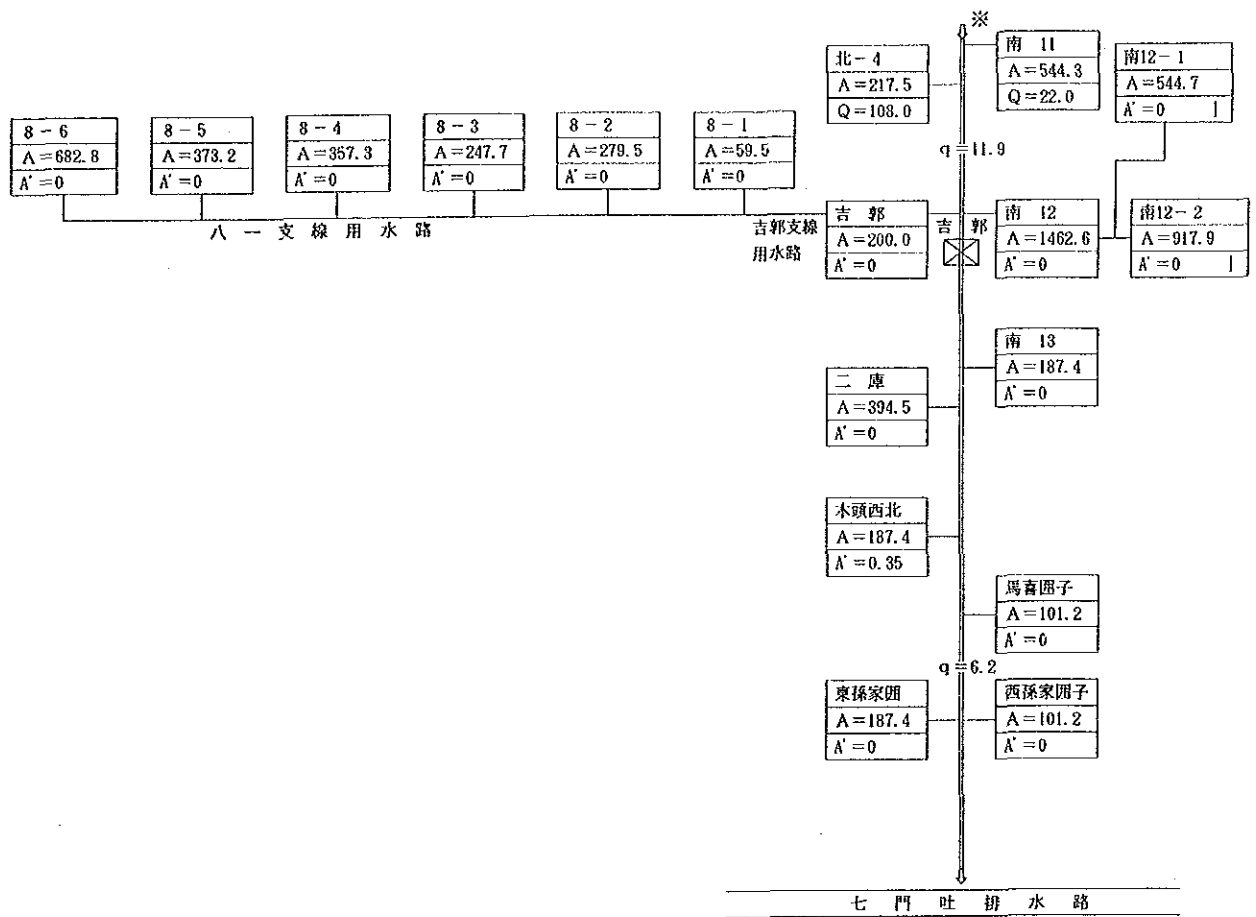 ※
北-4
A=217.5
Q=108.0
南 11
A=544.3
Q=22.0
南12-1
A=544.7
A'=0
q=11.9
8-6
A=682.8
A'=0
8-5
A=373.2
A'=0
8-4
A=357.3
A'=0
8-3
A=247.7
A'=0
8-2
A=279.5
A'=0
8-1
A=59.5
A'=0
八一支線用水路
吉郭支線
用水路
吉 郭
A=200.0
A'=0
吉 郭
南 12
A=1462.6
A'=0
南12-2
A=917.9
A'=0
南 13
A=187.4
A'=0
二 庫
A=394.5
A'=0
木頭西北
A=187.4
A'=0.35
馬喜囲子
A=101.2
A'=0
q=6.2
東孫家囲
A=187.4
A'=0
西孫家囲子
A=101.2
A'=0
七門吐排水路